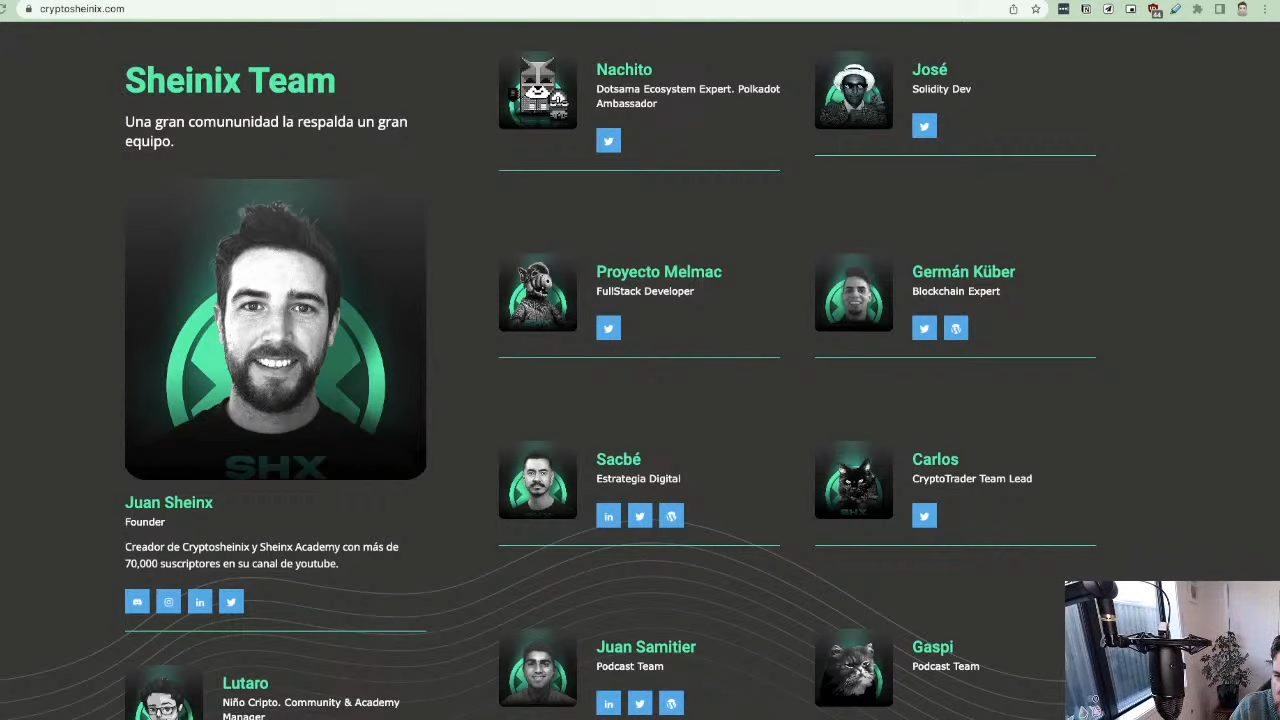 cryptosheinix.com
44
Sheinix Team
Una gran comununidad la respalda un gran
equipo.
SHX
Juan Sheinx
Founder
Creador de Cryptosheinix y Sheinx Academy con más de
70,000 suscriptores en su canal de youtube.
Lutaro
Niño Cripto. Community & Academy
Manager
Nachito
Dotsama Ecosystem Expert. Polkadot
Ambassador
José
Solidity Dev
Proyecto Melmac
FullStack Developer
Germán Küber
Blockchain Expert
Sacbé
Estrategia Digital
Carlos
CryptoTrader Team Lead
SHX
Juan Samitier
Podcast Team
Gaspi
Podcast Team